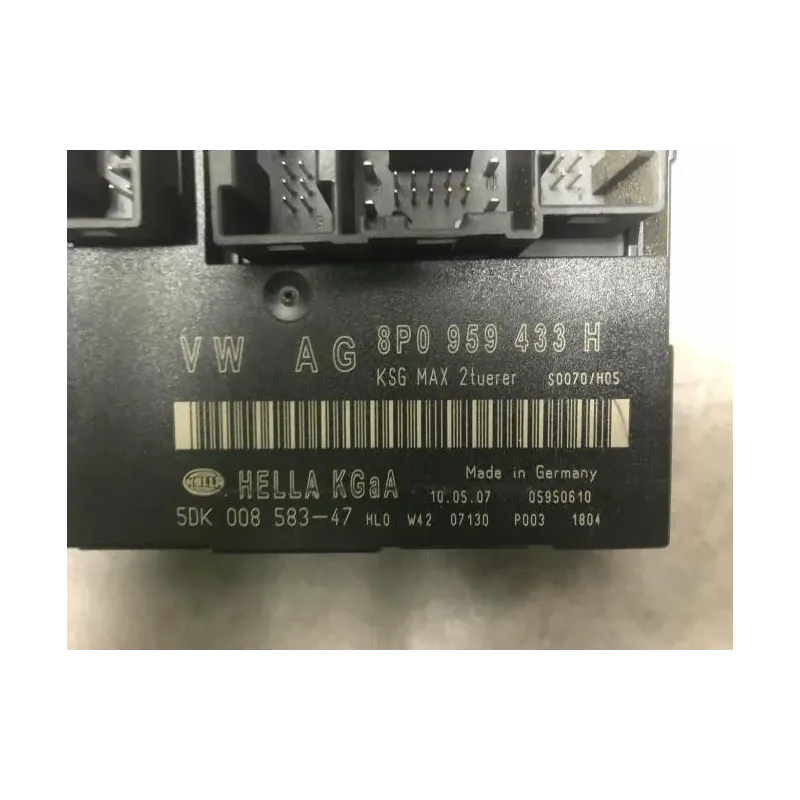 VW AG 8P0 959 433 H
KSG MAX 2tuerer S0070/H05
HELLA HELLA KGaA Made in Germany
10.05.07 05950610
5DK 008 583-47 HL0 W42 07130 P003 1804